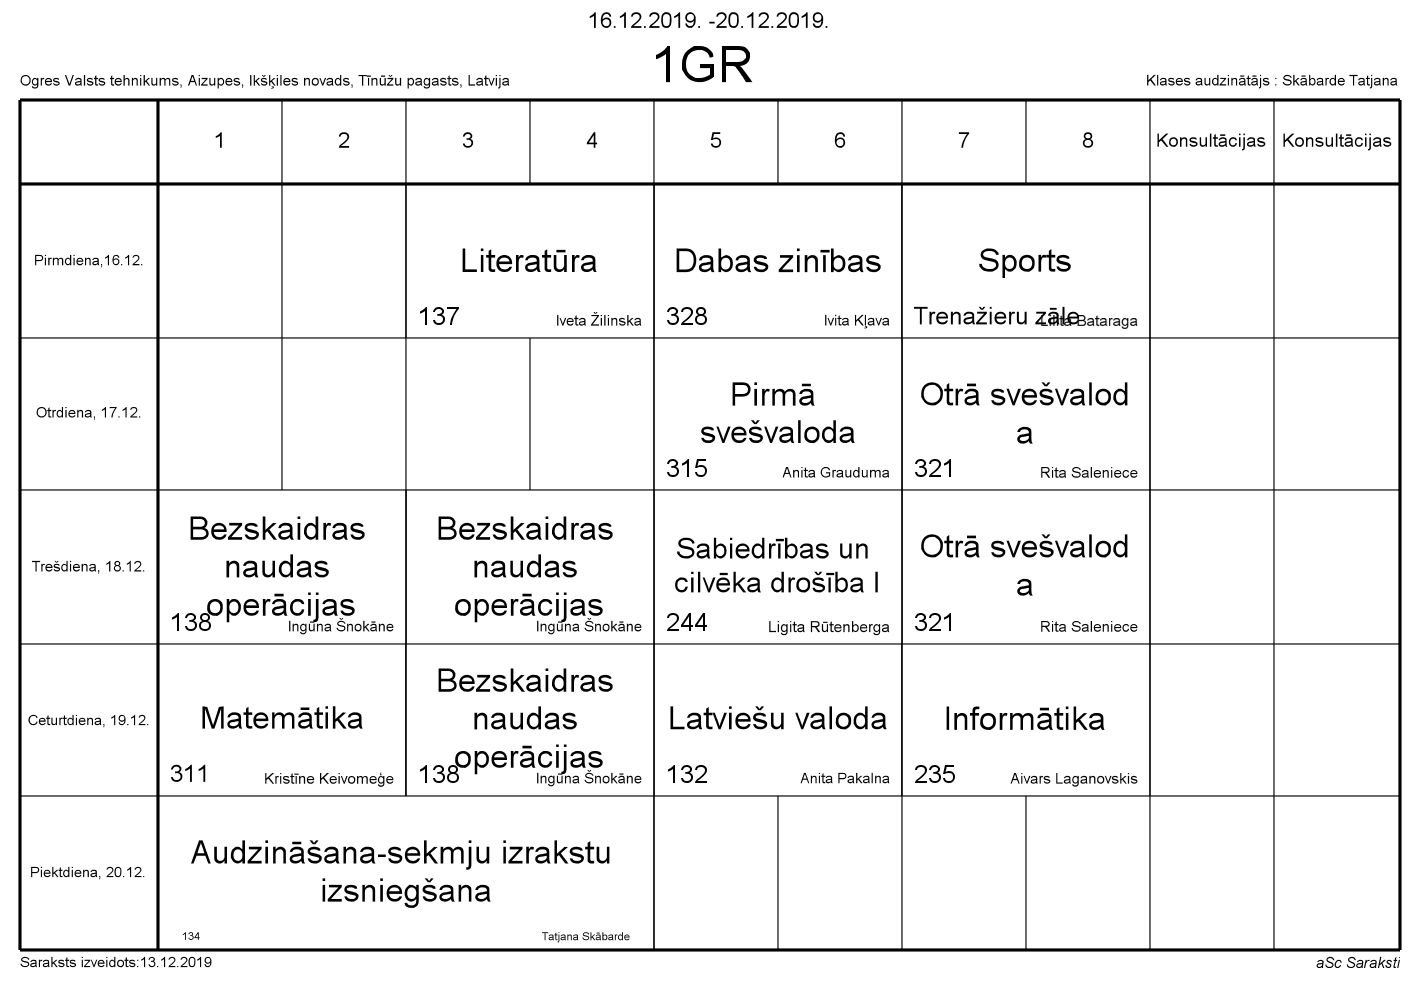 16.12.2019. -20.12.2019.
1GR
Ogres Valsts tehnikums, Aizupes, Ikšķiles novads, Tīnūžu pagasts, Latvija
Klases audzinātājs : Skābarde Tatjana
1 2 3 4 5 6 7 8 Konsultācijas Konsultācijas
Pirmdiena,16.12.
Literatūra
137 Iveta Žilinska
Dabas zinības
328 Ivita Kļava
Sports
Trenažieru zāle Lilita Bataraga
Otrdiena, 17.12.
Pirmā
svešvaloda
315 Anita Grauduma
Otrā svešvalod
a
321 Rita Saleniece
Trešdiena, 18.12.
Bezskaidras
naudas
operācijas
138 Inguna Šnokāne
Bezskaidras
naudas
operācijas
Inguna Šnokāne
Sabiedrības un
cilvēka drošība I
244 Ligita Rūtenberga
Otrā svešvalod
a
321 Rita Saleniece
Ceturtdiena, 19.12.
Matemātika
311 Kristīne Keivomeģe
Bezskaidras
naudas
operācijas
138 Inguna Šnokāne
Latviešu valoda
132 Anita Pakalna
Informātika
235 Aivars Laganovskis
Piektdiena, 20.12.
Audzināšana-sekmju izrakstu
izsniegšana
134 Tatjana Skābarde
Saraksts izveidots:13.12.2019
aSc Saraksti